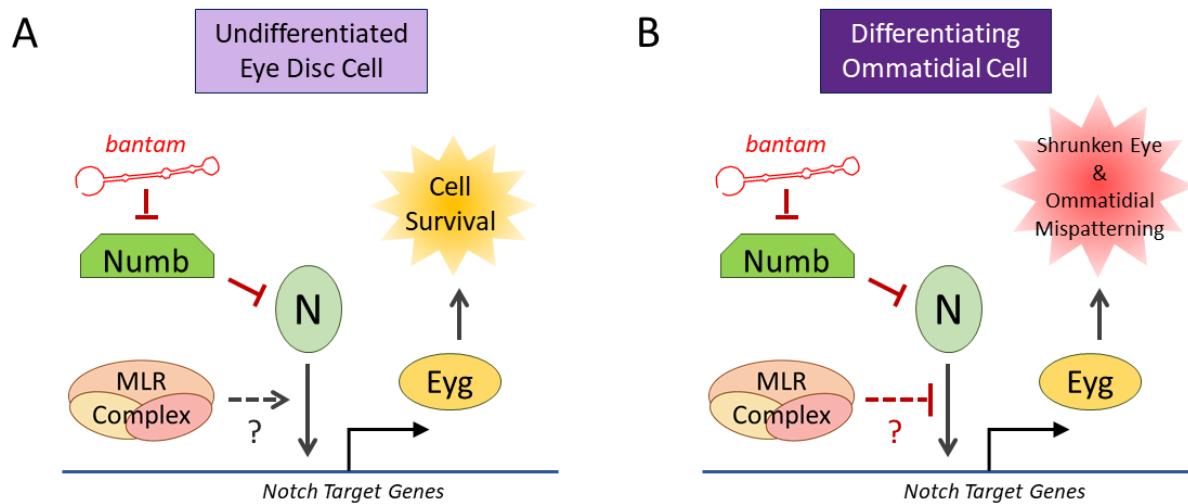 A
Undifferentiated
Eye Disc Cell
bantam
Cell
Survival
Numb
N
MLR
Complex
?
Eyg
Notch Target Genes
B
Differentiating
Ommatidial Cell
bantam
Shrunken Eye
&
Ommatidial
Mispatterning
Numb
N
MLR
Complex
?
Eyg
Notch Target Genes